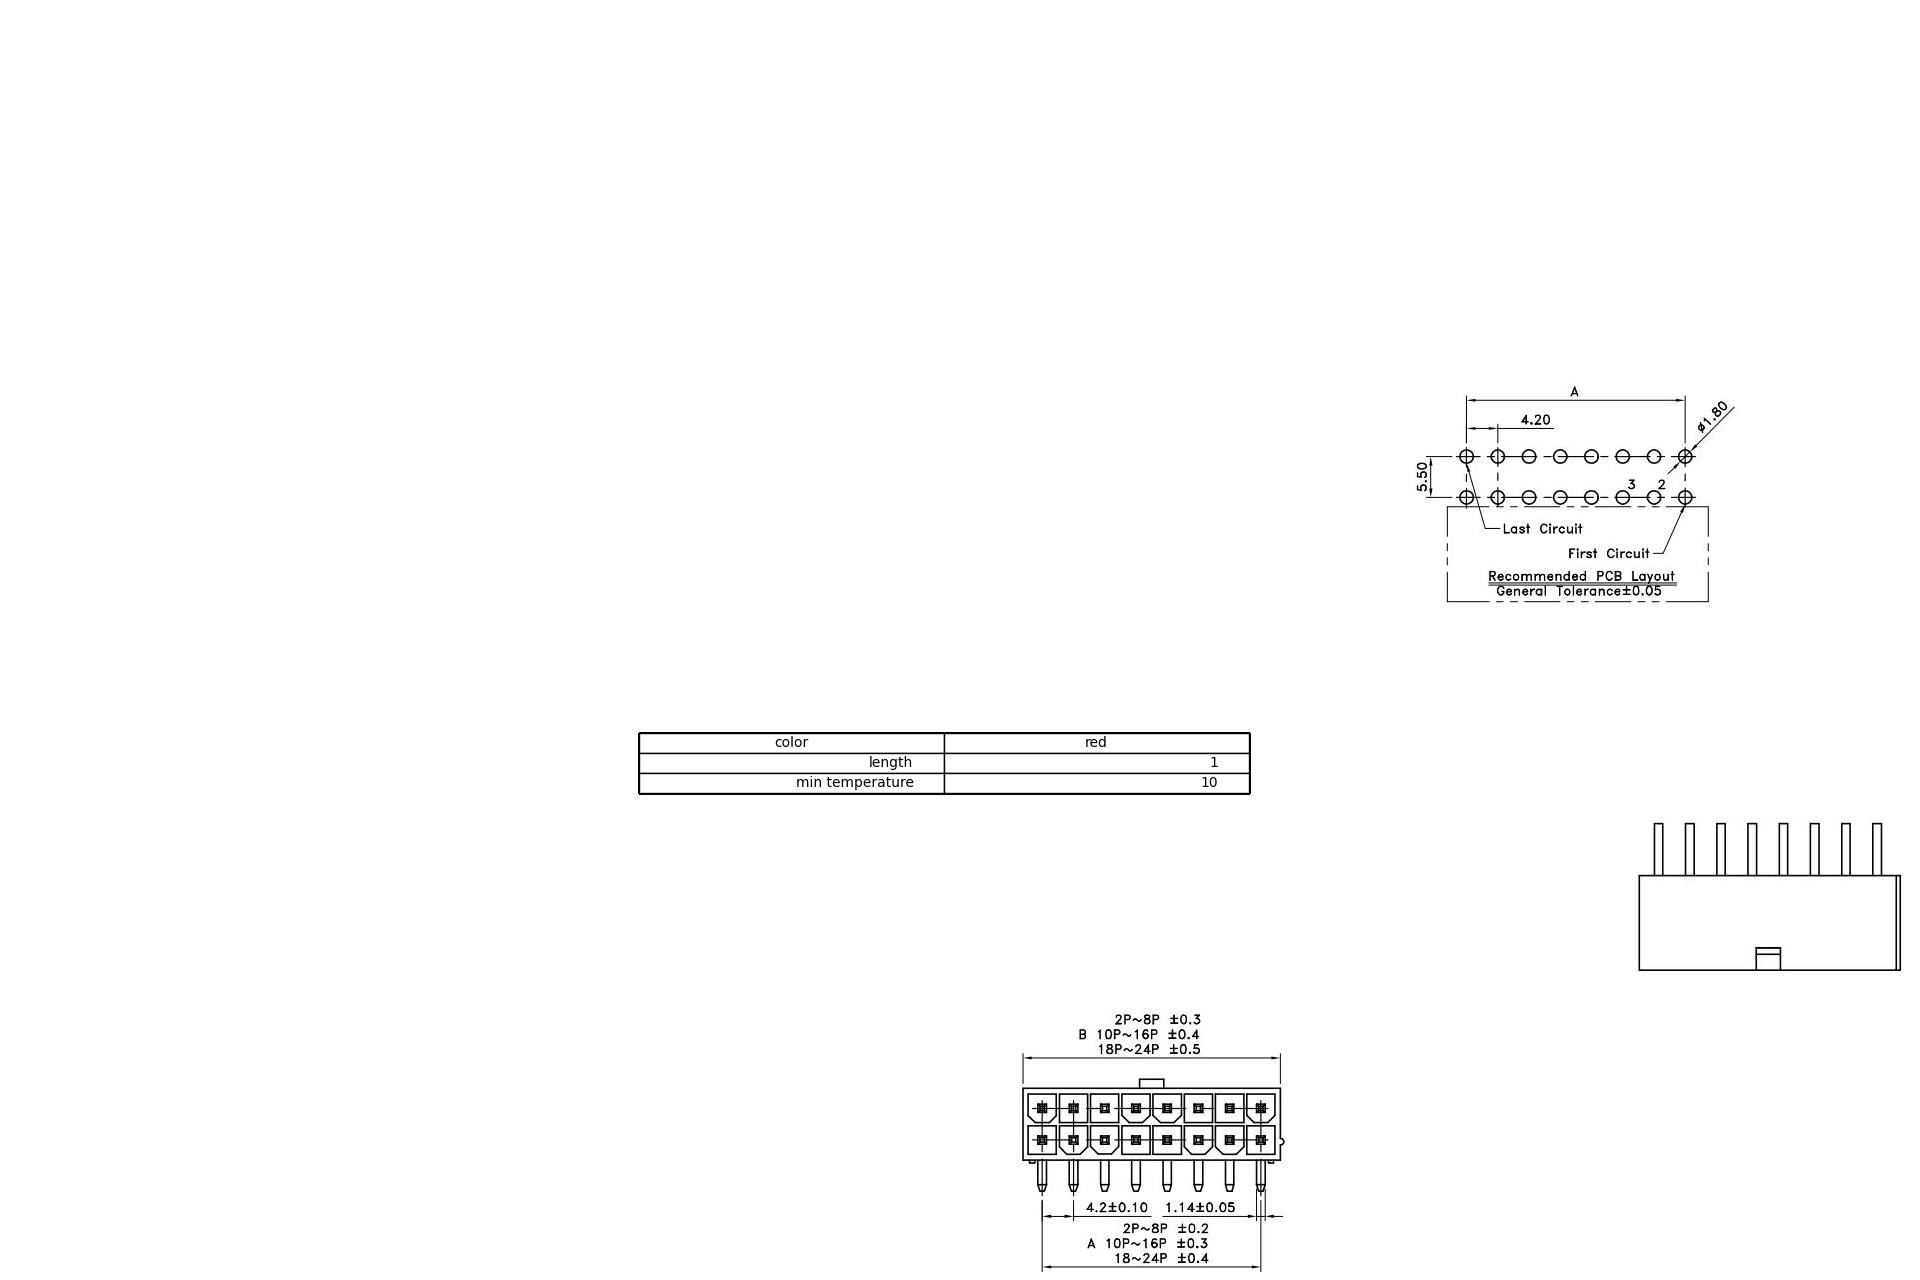 A
4.20
ø1.80
5.50
3 2
Last Circuit
First Circuit
Recommended PCB Layout
General Tolerance±0.05
color red
length 1
min temperature 10
2P~8P ±0.3
B 10P~16P ±0.4
18P~24P ±0.5
4.2±0.10 1.14±0.05
2P~8P ±0.2
A 10P~16P ±0.3
18~24P ±0.4